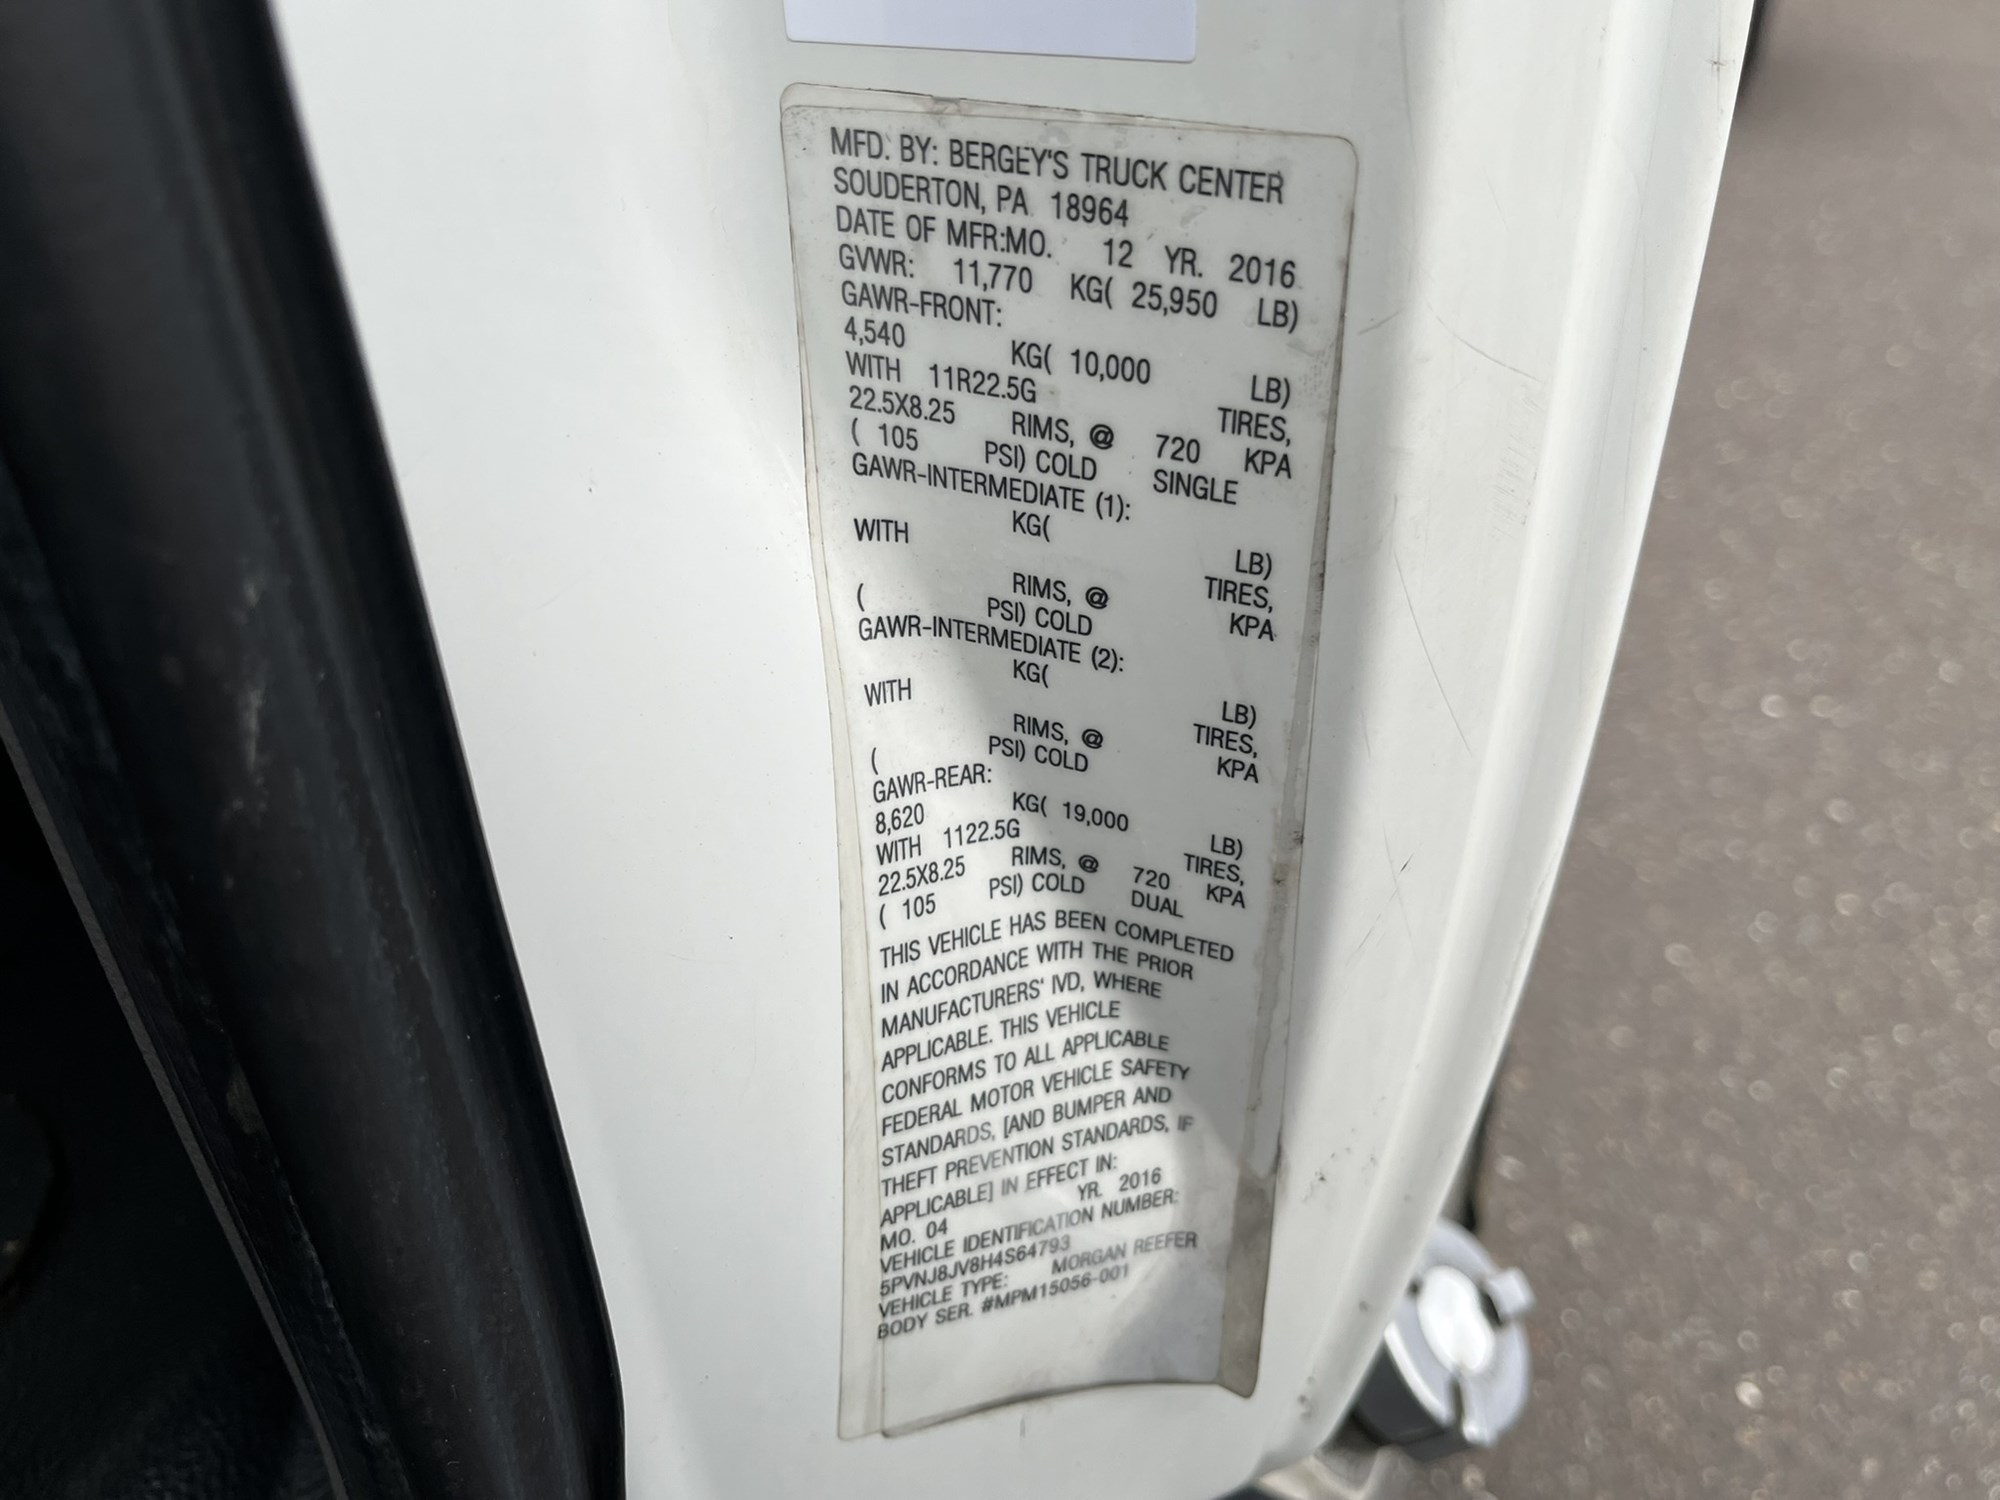 MFD. BY: BERGEY'S TRUCK CENTER
SOUDERTON, PA 18964
DATE OF MFR:MO. 12 YR. 2016
GVWR: 11,770 KG( 25,950 LB)
GAWR-FRONT:
4,540 KG( 10,000 LB)
WITH 11R22.5G TIRES,
22.5X8.25 RIMS, @ 720 KPA
( 105 PSI) COLD SINGLE
GAWR-INTERMEDIATE (1):
KG( LB)
WITH TIRES,
RIMS, @ KPA
( PSI) COLD
GAWR-INTERMEDIATE (2):
KG( LB)
WITH TIRES,
RIMS, @ KPA
( PSI) COLD
GAWR-REAR:
8,620 KG( 19,000 LB)
WITH 1122.5G TIRES,
22.5X8.25 RIMS, @ 720 KPA
( 105 PSI) COLD DUAL
THIS VEHICLE HAS BEEN COMPLETED
IN ACCORDANCE WITH THE PRIOR
MANUFACTURERS' IVD, WHERE
APPLICABLE. THIS VEHICLE
CONFORMS TO ALL APPLICABLE
FEDERAL MOTOR VEHICLE SAFETY
STANDARDS, [AND BUMPER AND
THEFT PREVENTION STANDARDS, IF
APPLICABLE] IN EFFECT IN:
MO. 04 YR. 2016
VEHICLE IDENTIFICATION NUMBER:
5PVNJ8JV8H4S64793
VEHICLE TYPE: MORGAN REEFER
BODY SER. #MPM15056-001